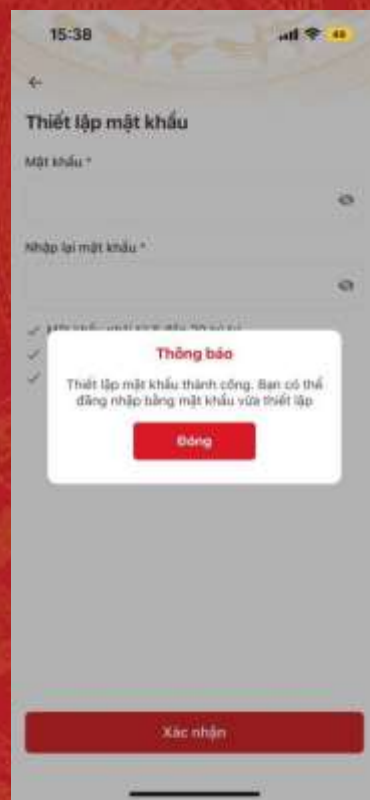 15:38
48
Thiết lập mật khẩu
Mật khẩu *
Nhập lại mật khẩu *
Thông báo
Thiết lập mật khẩu thành công. Bạn có thể
đăng nhập bằng mật khẩu vừa thiết lập
Đóng
Xác nhận